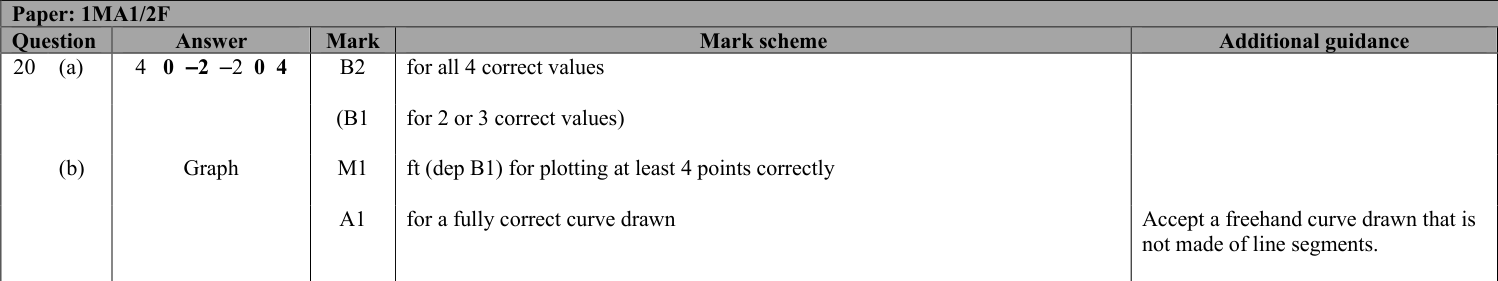 Paper: 1MA1/2F
Question Answer Mark Mark scheme Additional guidance
20 (a) 4 0 –2 –2 0 4 B2 for all 4 correct values
(B1 for 2 or 3 correct values)
(b) Graph M1 ft (dep B1) for plotting at least 4 points correctly
A1 for a fully correct curve drawn Accept a freehand curve drawn that is
not made of line segments.